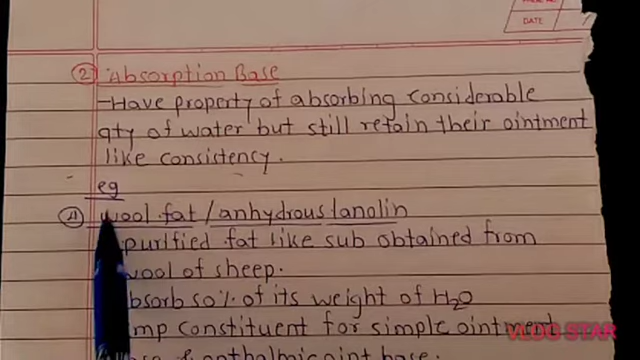 DATE
② Absorption Base
-Have property of absorbing considerable
qty of water but still retain their ointment
like consistency.
eg
① wool fat / anhydrous lanolin
purified fat like sub obtained from
wool of sheep.
absorb 50% of its weight of H2O
imp constituent for simple ointment
VLOG STAR